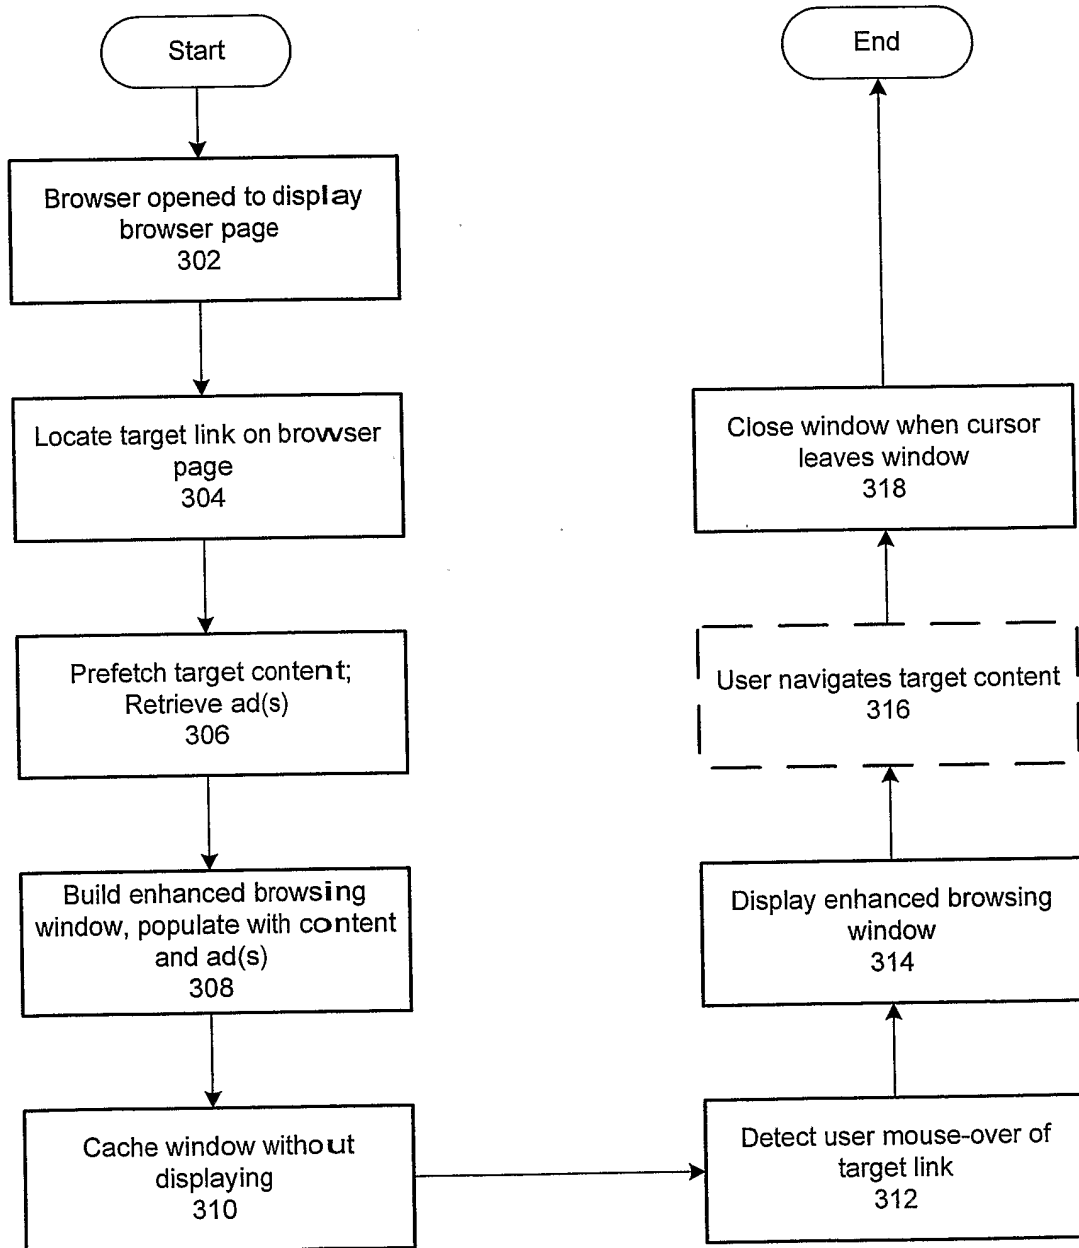 Start
Browser opened to display
browser page
302
Locate target link on browser
page
304
Prefetch target content;
Retrieve ad(s)
306
Build enhanced browsing
window, populate with content
and ad(s)
308
Cache window without
displaying
310
Detect user mouse-over of
target link
312
Display enhanced browsing
window
314
User navigates target content
316
Close window when cursor
leaves window
318
End